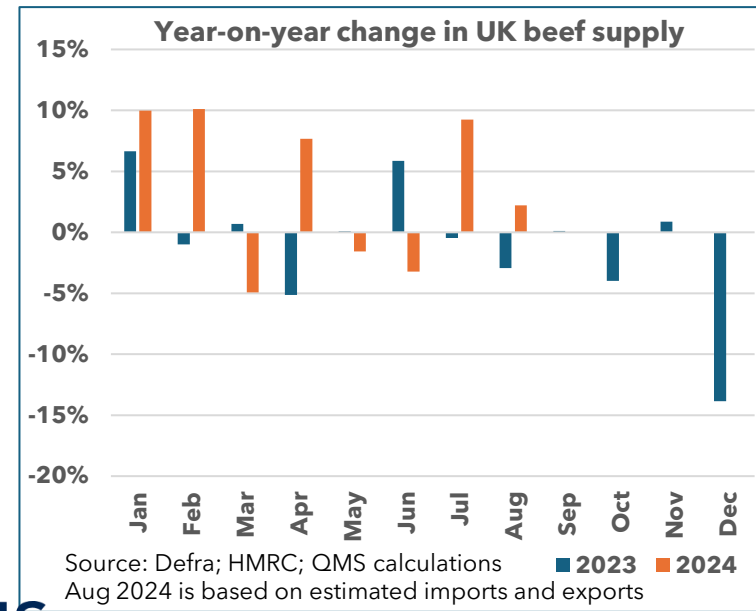 Year-on-year change in UK beef supply
15%
10%
5%
0%
-5%
-10%
-15%
-20%
Jan
Feb
Mar
Apr
May
Jun
Jul
Aug
Sep
Oct
Nov
Dec
Source: Defra; HMRC; QMS calculations
2023
2024
Aug 2024 is based on estimated imports and exports